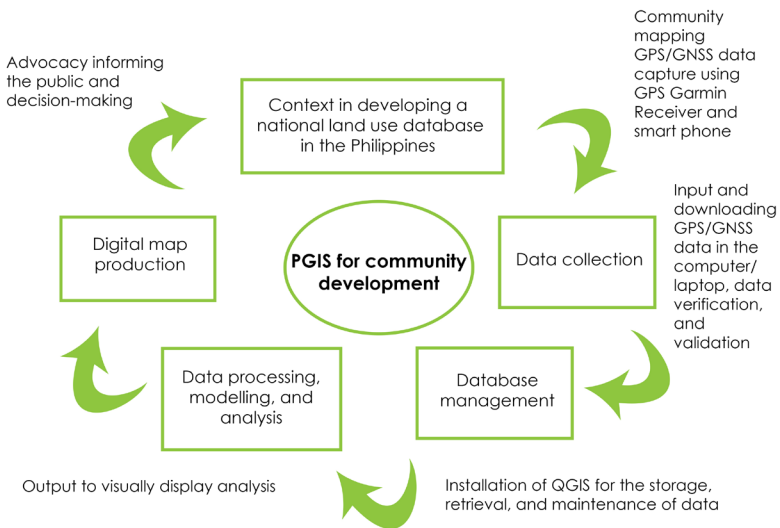 Advocacy informing
the public and
decision-making
Context in developing a
national land use database
in the Philippines
Community
mapping
GPS/GNSS data
capture using
GPS Garmin
Receiver and
smart phone
Digital map
production
PGIS for community
development
Data collection
Input and
downloading
GPS/GNSS
data in the
computer/
laptop, data
verification,
and
validation
Data processing,
modelling, and
analysis
Database
management
Output to visually display analysis
Installation of QGIS for the storage,
retrieval, and maintenance of data